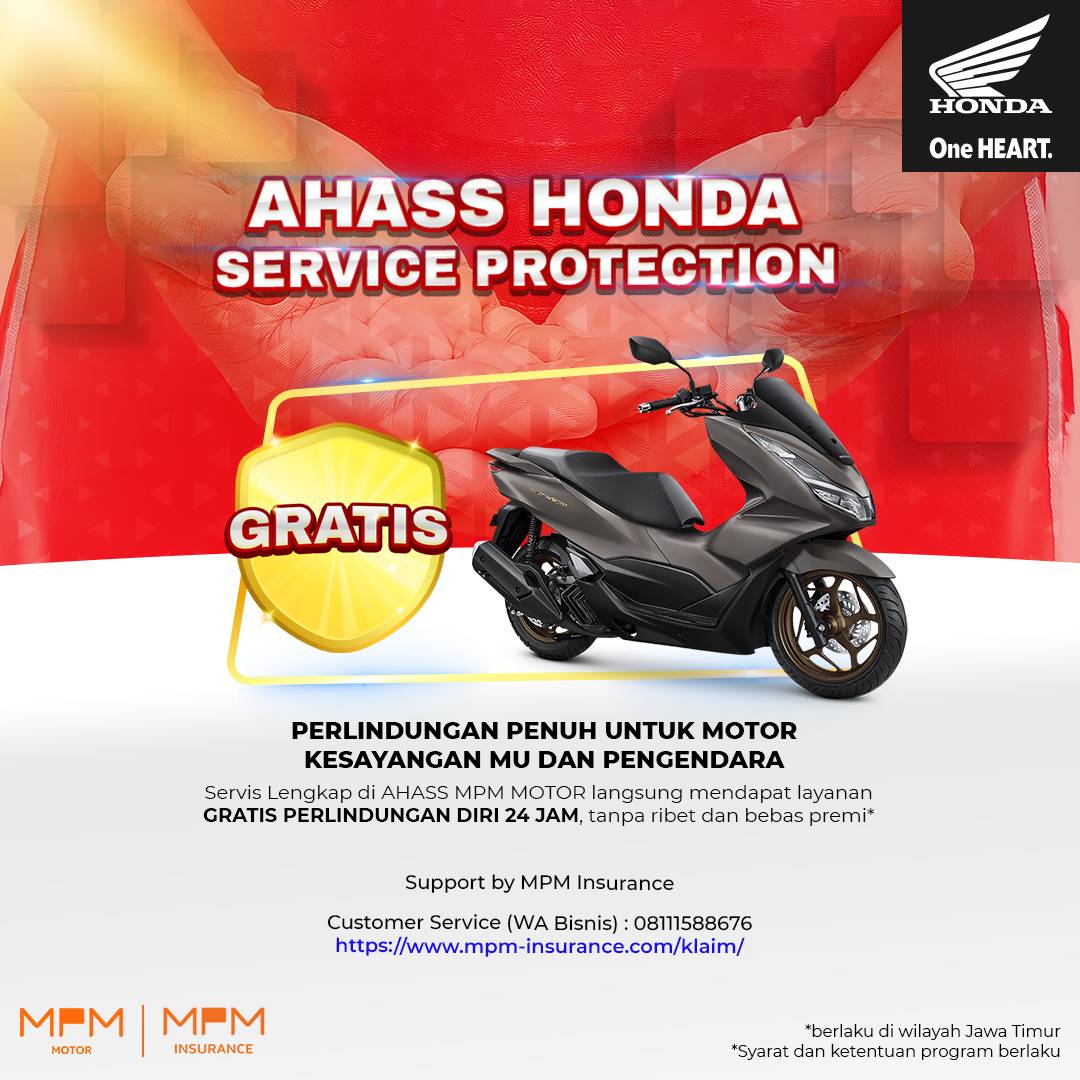 HONDA
One HEART.
AHASS HONDA
SERVICE PROTECTION
GRATIS
PERLINDUNGAN PENUH UNTUK MOTOR
KESAYANGAN MU DAN PENGENDARA
Servis Lengkap di AHASS MPM MOTOR langsung mendapat layanan
GRATIS PERLINDUNGAN DIRI 24 JAM, tanpa ribet dan bebas premi*
Support by MPM Insurance
Customer Service (WA Bisnis) : 08111588676
https://www.mpm-insurance.com/klaim/
MPM MOTOR
MPM INSURANCE
*berlaku di wilayah Jawa Timur
*Syarat dan ketentuan program berlaku